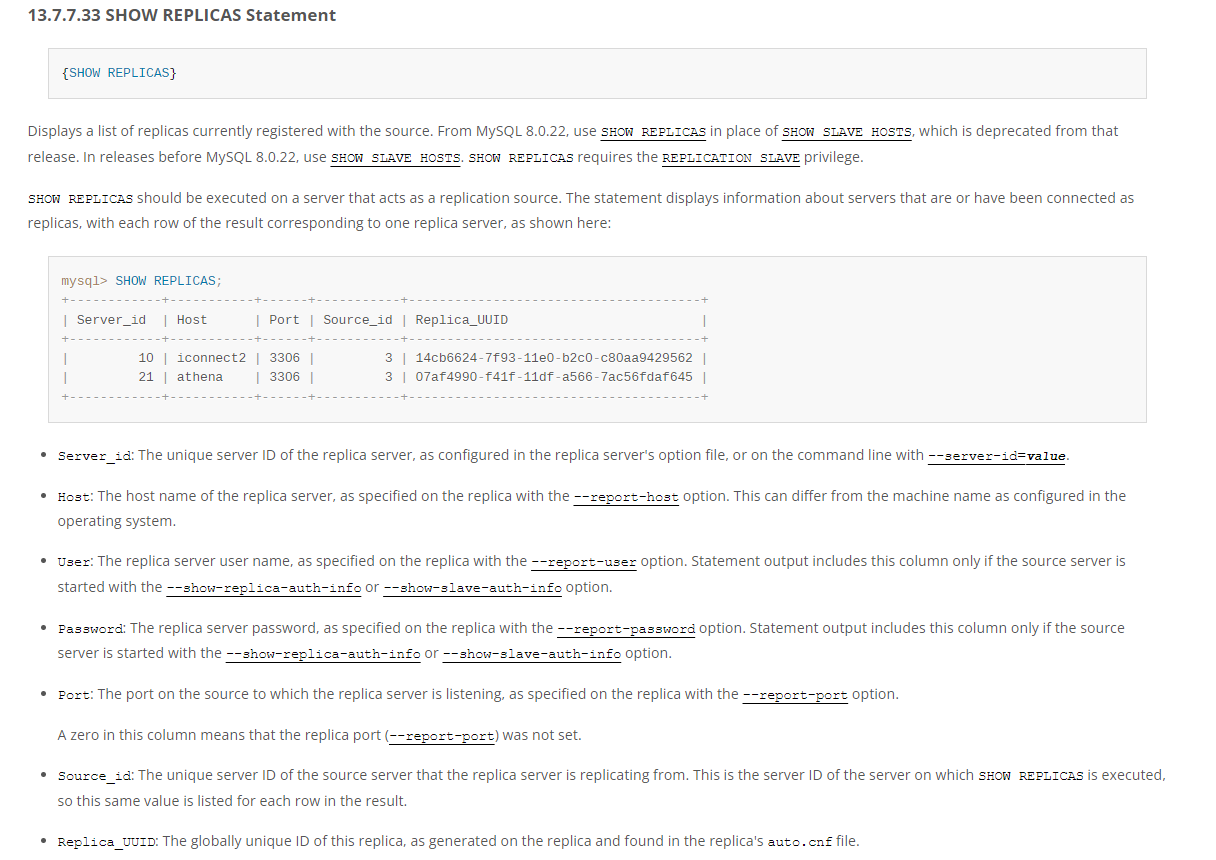 13.7.7.33 SHOW REPLICAS Statement
{SHOW REPLICAS}
Displays a list of replicas currently registered with the source. From MySQL 8.0.22, use SHOW REPLICAS in place of SHOW SLAVE HOSTS, which is deprecated from that
release. In releases before MySQL 8.0.22, use SHOW SLAVE HOSTS. SHOW REPLICAS requires the REPLICATION SLAVE privilege.
SHOW REPLICAS should be executed on a server that acts as a replication source. The statement displays information about servers that are or have been connected as
replicas, with each row of the result corresponding to one replica server, as shown here:
mysql> SHOW REPLICAS;
+------------+-----------+------+-----------+--------------------------------------+
| Server_id  | Host      | Port | Source_id | Replica_UUID                         |
+------------+-----------+------+-----------+--------------------------------------+
|         10 | iconnect2 | 3306 |         3 | 14cb6624-7f93-11e0-b2c0-c80aa9429562 |
|         21 | athena    | 3306 |         3 | 07af4990-f41f-11df-a566-7ac56fdaf645 |
+------------+-----------+------+-----------+--------------------------------------+
• Server_id: The unique server ID of the replica server, as configured in the replica server's option file, or on the command line with --server-id=value.
• Host: The host name of the replica server, as specified on the replica with the --report-host option. This can differ from the machine name as configured in the
operating system.
• User: The replica server user name, as specified on the replica with the --report-user option. Statement output includes this column only if the source server is
started with the --show-replica-auth-info or --show-slave-auth-info option.
• Password: The replica server password, as specified on the replica with the --report-password option. Statement output includes this column only if the source
server is started with the --show-replica-auth-info or --show-slave-auth-info option.
• Port: The port on the source to which the replica server is listening, as specified on the replica with the --report-port option.
A zero in this column means that the replica port (--report-port) was not set.
• Source_id: The unique server ID of the source server that the replica server is replicating from. This is the server ID of the server on which SHOW REPLICAS is executed,
so this same value is listed for each row in the result.
• Replica_UUID: The globally unique ID of this replica, as generated on the replica and found in the replica's auto.cnf file.